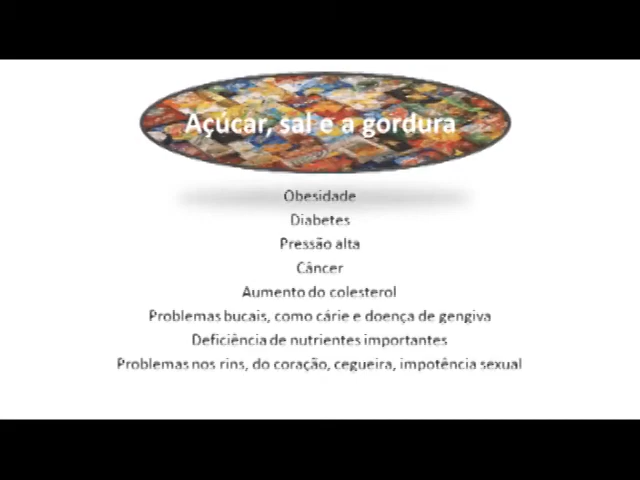 Açúcar, sal e a gordura
Obesidade
Diabetes
Pressão alta
Câncer
Aumento do colesterol
Problemas bucais, como cárie e doença de gengiva
Deficiência de nutrientes importantes
Problemas nos rins, do coração, cegueira, impotência sexual